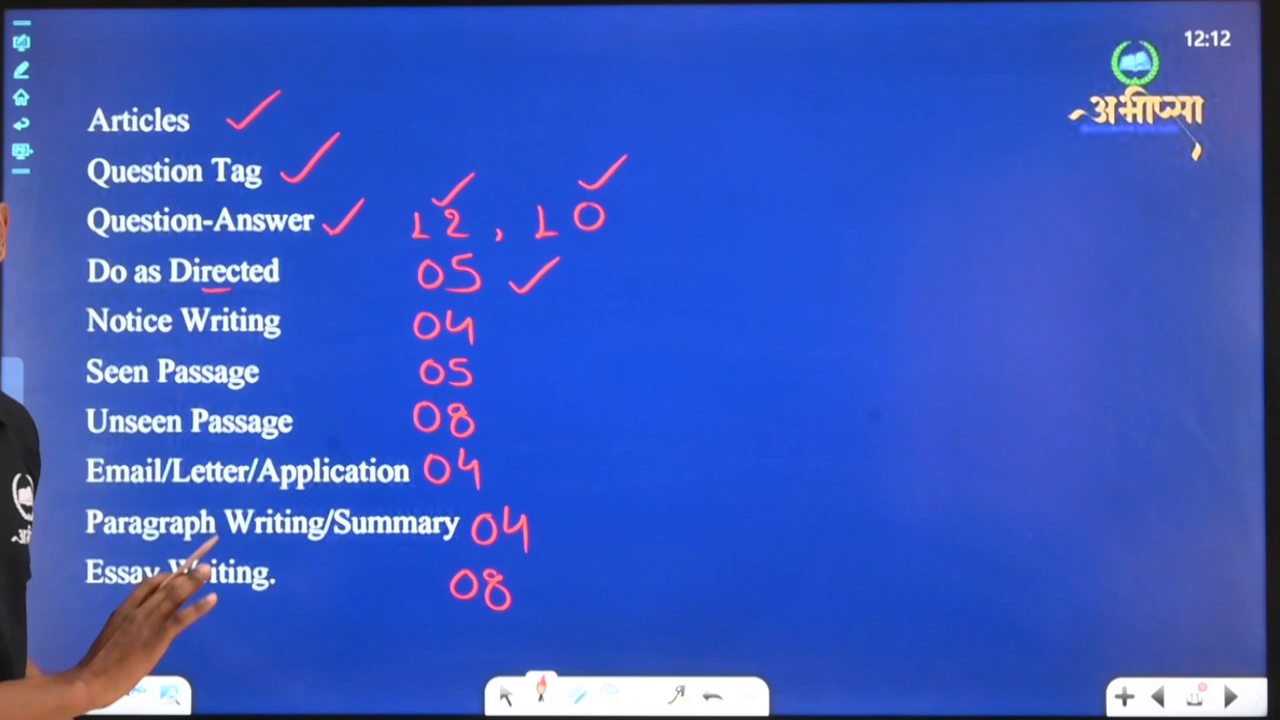 12:12
अभीप्सा
Articles
Question Tag
Question-Answer 12, 10
Do as Directed 05
Notice Writing 04
Seen Passage 05
Unseen Passage 08
Email/Letter/Application 04
Paragraph Writing/Summary 04
Essay Writing. 08